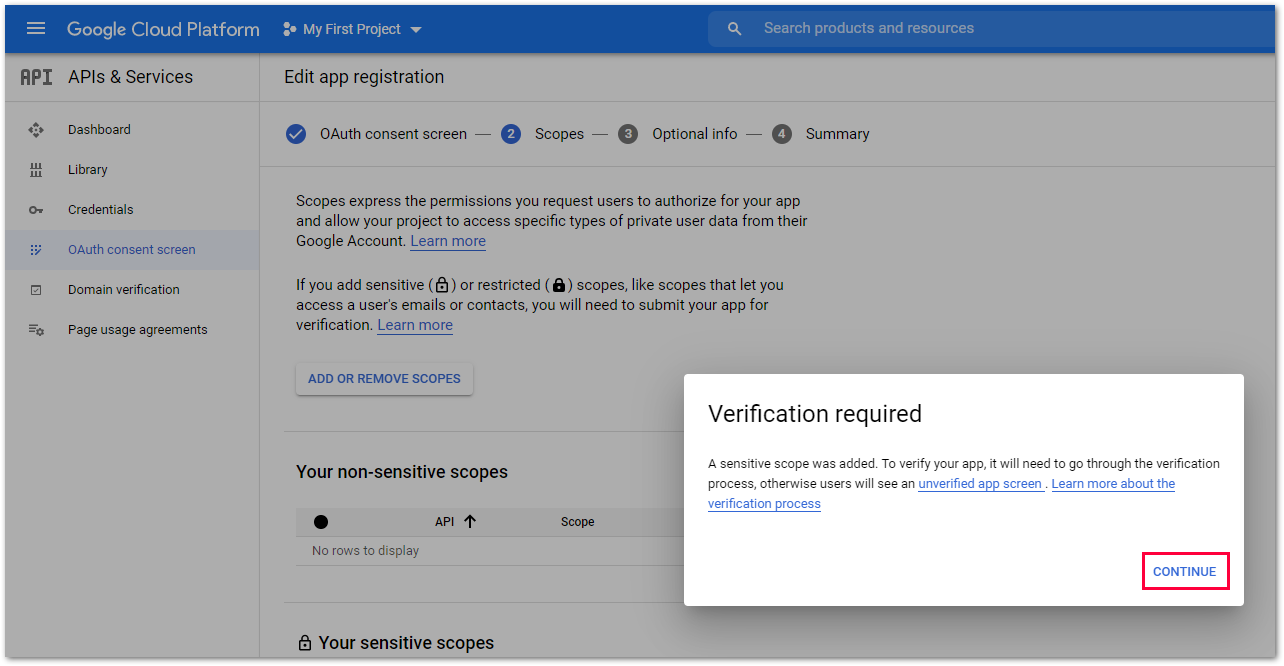 Google Cloud Platform
My First Project
Search products and resources
API
APIs & Services
Edit app registration
Dashboard
Library
Credentials
OAuth consent screen
Domain verification
Page usage agreements
OAuth consent screen — 2 Scopes — 3 Optional info — 4 Summary
Scopes express the permissions you request users to authorize for your app
and allow your project to access specific types of private user data from their
Google Account. Learn more
If you add sensitive ( ) or restricted ( ) scopes, like scopes that let you
access a user's emails or contacts, you will need to submit your app for
verification. Learn more
ADD OR REMOVE SCOPES
Your non-sensitive scopes
API Scope
No rows to display
Your sensitive scopes
Verification required
A sensitive scope was added. To verify your app, it will need to go through the verification
process, otherwise users will see an unverified app screen . Learn more about the
verification process
CONTINUE